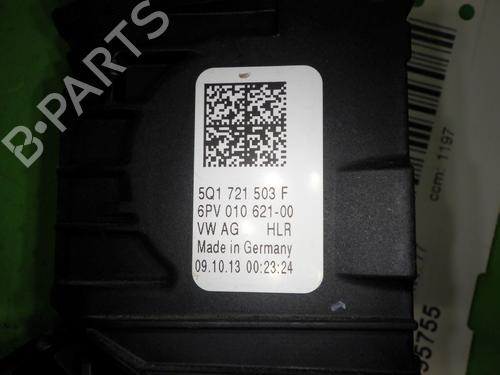 B-PARTS
5Q1 721 503 F
6PV 010 621-00
VW AG HLR
Made in Germany
09.10.13 00:23:24
ccm: 1197